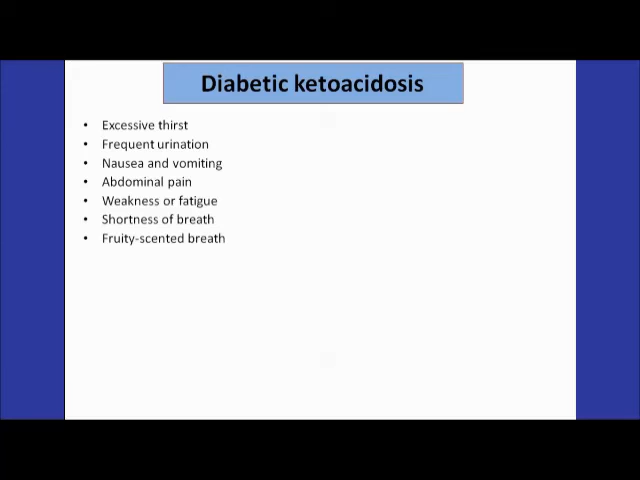 Diabetic ketoacidosis
• Excessive thirst
• Frequent urination
• Nausea and vomiting
• Abdominal pain
• Weakness or fatigue
• Shortness of breath
• Fruity-scented breath